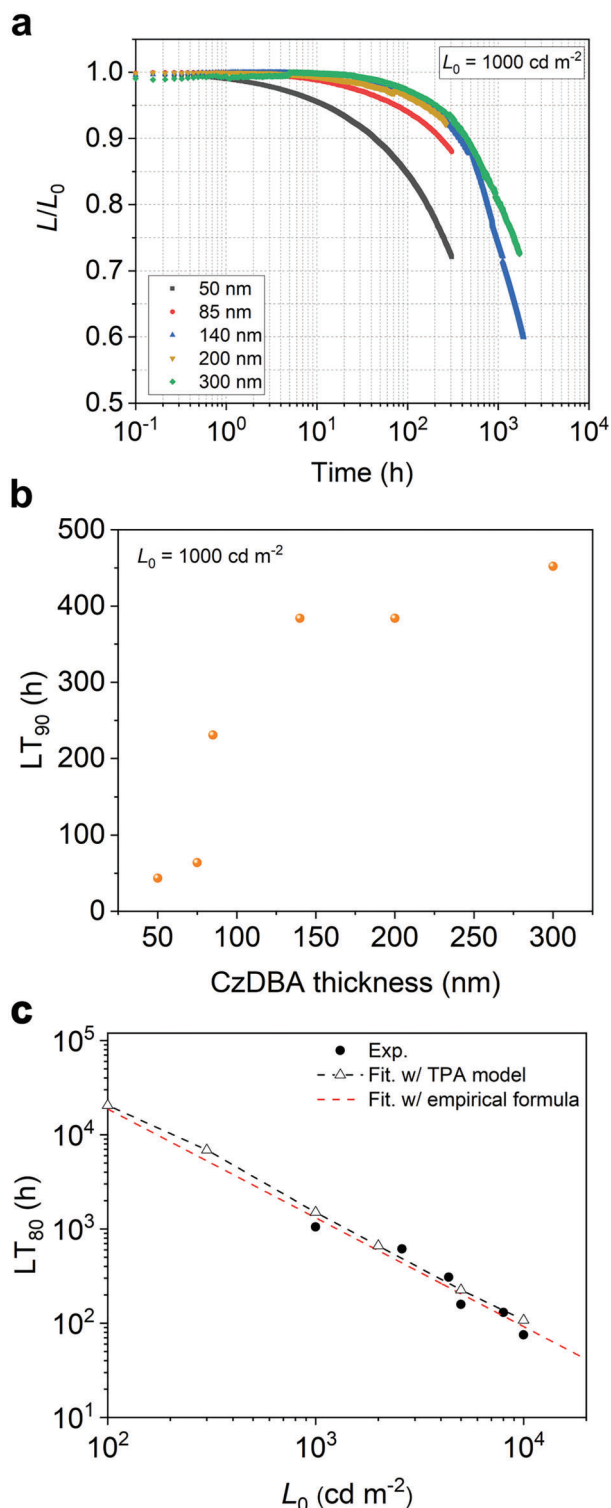 a
L₀ = 1000 cd m⁻²
1.0
0.9
0.8
0.7
0.6
0.5
L/L₀
50 nm
85 nm
140 nm
200 nm
300 nm
10⁻¹ 10⁰ 10¹ 10² 10³ 10⁴
Time (h)
b
L₀ = 1000 cd m⁻²
500
400
300
200
100
0
LT₉₀ (h)
50 100 150 200 250 300
CzDBA thickness (nm)
c
Exp.
Fit. w/ TPA model
Fit. w/ empirical formula
10⁵
10⁴
10³
10²
10¹
LT₈₀ (h)
10² 10³ 10⁴
L₀ (cd m⁻²)